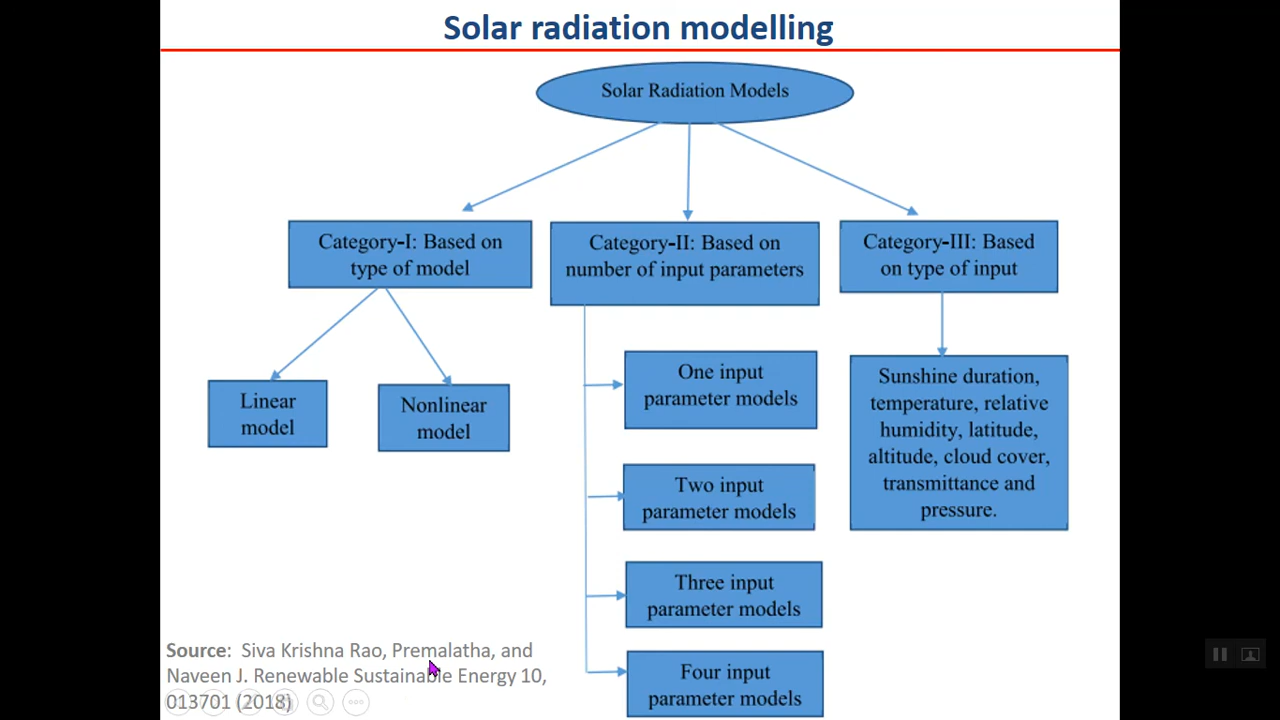 Solar radiation modelling
Solar Radiation Models
Category-I: Based on
type of model
Category-II: Based on
number of input parameters
Category-III: Based
on type of input
Linear
model
Nonlinear
model
One input
parameter models
Two input
parameter models
Three input
parameter models
Four input
parameter models
Sunshine duration,
temperature, relative
humidity, latitude,
altitude, cloud cover,
transmittance and
pressure.
Source: Siva Krishna Rao, Premalatha, and
Naveen J. Renewable Sustainable Energy 10,
013701 (2018)